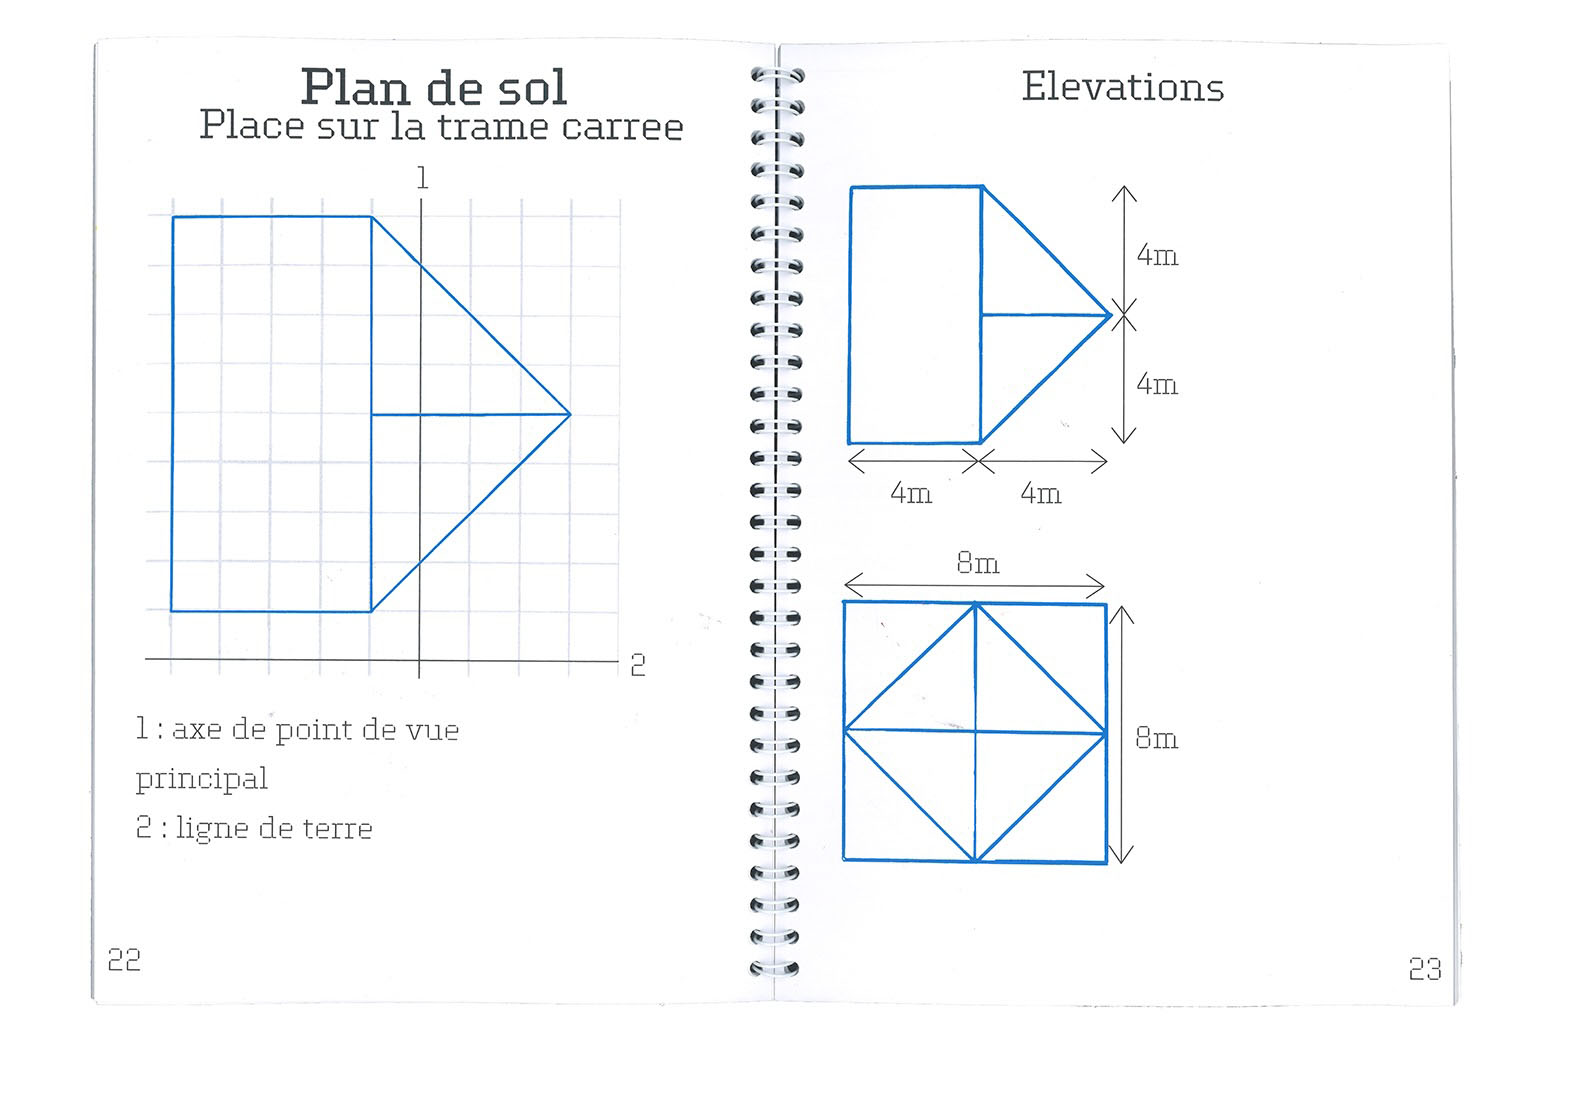 Plan de sol
Place sur la trame carree
1
2
1 : axe de point de vue
principal
2 : ligne de terre
22
Elevations
4m
4m
4m 4m
8m
8m
23